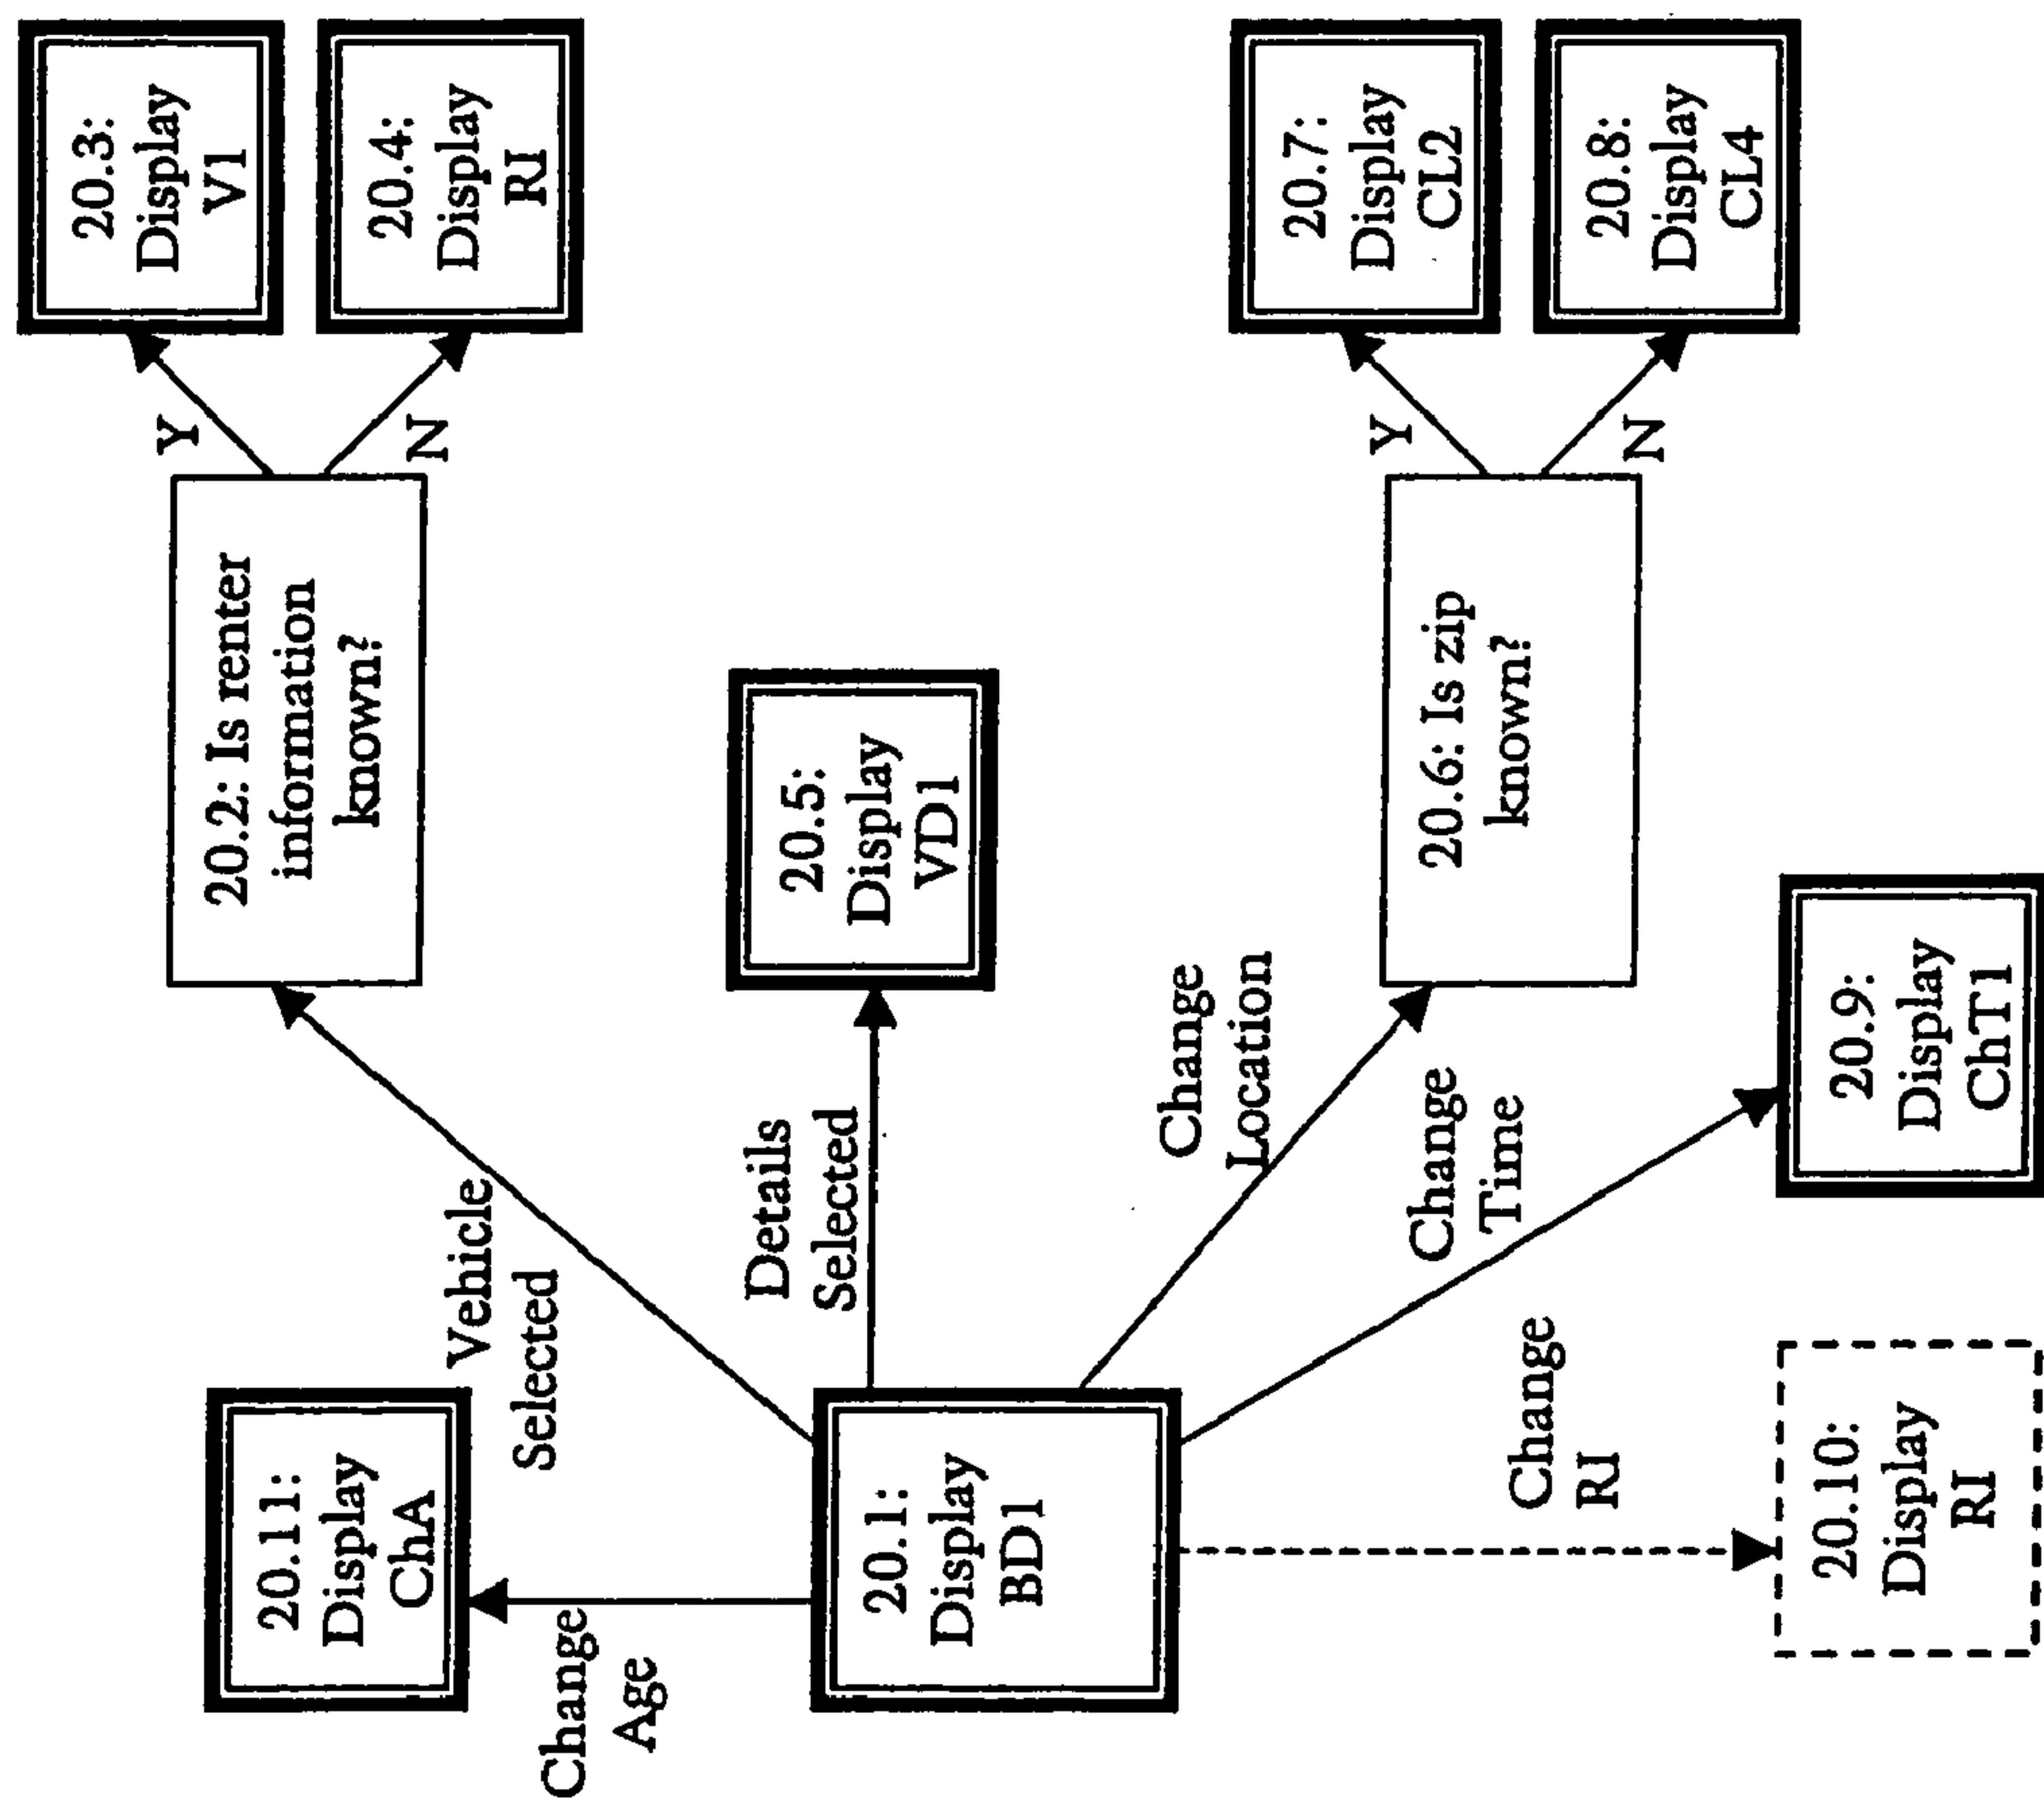 20.3:
Display
V1
20.4:
Display
RI
Y
N
20.2: Is renter
information
known?
20.7:
Display
CL2
20.8:
Display
CL4
Y
N
20.6: Is zip
known?
20.5:
Display
VD1
20.9:
Display
ChT1
Vehicle
Selected
Details
Selected
Change
Location
Change
Time
20.11:
Display
ChA
Change
Age
20.1:
Display
BD1
Change
RI
20.10:
Display
RI